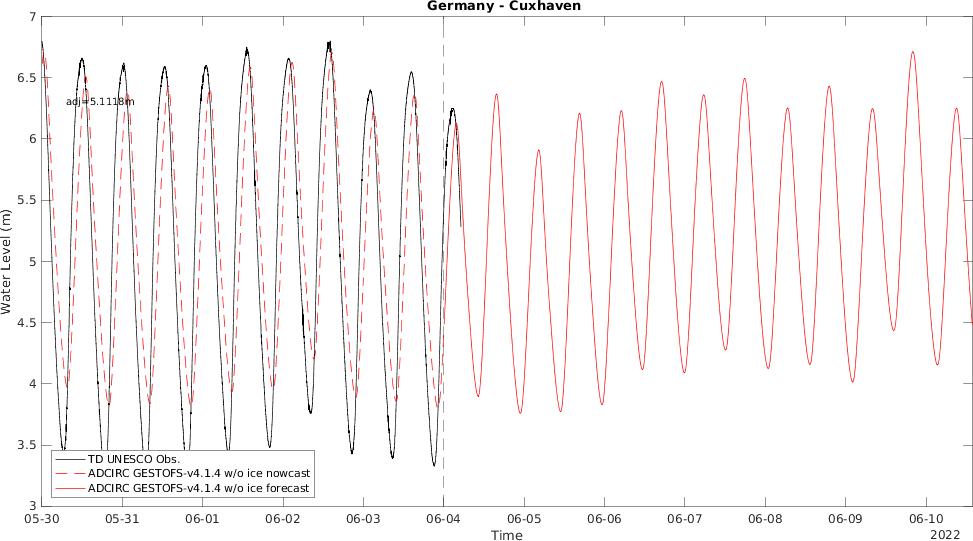 Germany - Cuxhaven
7
6.5
adj=5.1118m
6
5.5
5
4.5
4
3.5
3
Water Level (m)
TD UNESCO Obs.
ADCIRC GESTOFS-v4.1.4 w/o ice nowcast
ADCIRC GESTOFS-v4.1.4 w/o ice forecast
05-30 05-31 06-01 06-02 06-03 06-04 06-05 06-06 06-07 06-08 06-09 06-10
Time
2022